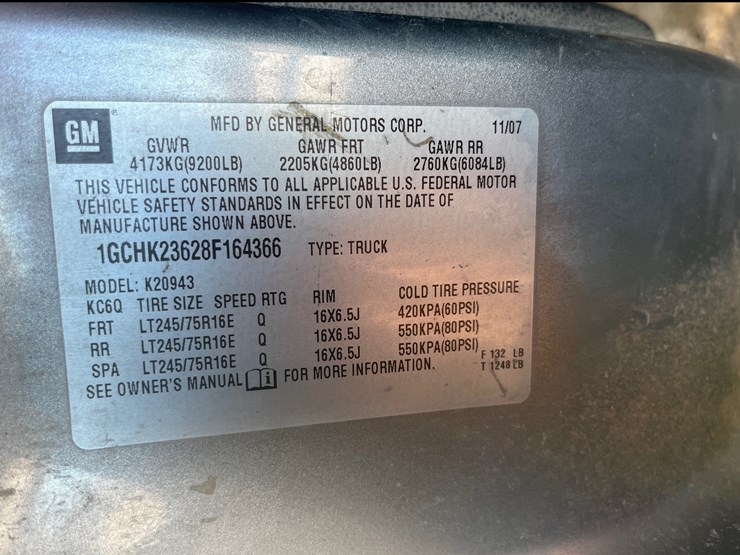 GM
MFD BY GENERAL MOTORS CORP. 11/07
GVWR GAWR FRT GAWR RR
4173KG(9200LB) 2205KG(4860LB) 2760KG(6084LB)
THIS VEHICLE CONFORMS TO ALL APPLICABLE U.S. FEDERAL MOTOR
VEHICLE SAFETY STANDARDS IN EFFECT ON THE DATE OF
MANUFACTURE SHOWN ABOVE.
1GCHK23628F164366 TYPE: TRUCK
MODEL: K20943
KC6Q TIRE SIZE SPEED RTG RIM COLD TIRE PRESSURE
FRT LT245/75R16E Q 16X6.5J 420KPA(60PSI)
RR LT245/75R16E Q 16X6.5J 550KPA(80PSI)
SPA LT245/75R16E Q 16X6.5J 550KPA(80PSI) F 132 LB
SEE OWNER'S MANUAL i FOR MORE INFORMATION. T 1248 LB